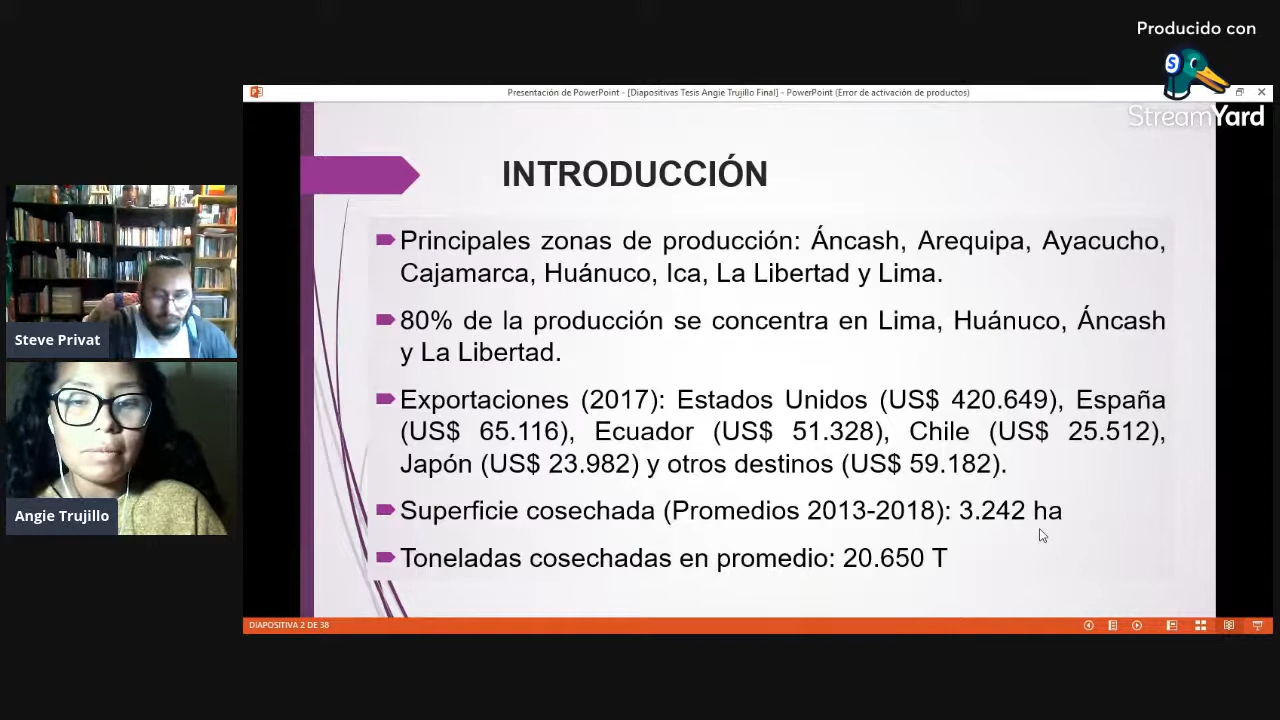 Producido con
StreamYard
Presentación de PowerPoint - [Diapositivas Tesis Angie Trujillo Final] - PowerPoint (Error de activación de productos)
INTRODUCCIÓN
Principales zonas de producción: Áncash, Arequipa, Ayacucho,
Cajamarca, Huánuco, Ica, La Libertad y Lima.
80% de la producción se concentra en Lima, Huánuco, Áncash
y La Libertad.
Exportaciones (2017): Estados Unidos (US$ 420.649), España
(US$ 65.116), Ecuador (US$ 51.328), Chile (US$ 25.512),
Japón (US$ 23.982) y otros destinos (US$ 59.182).
Superficie cosechada (Promedios 2013-2018): 3.242 ha
Toneladas cosechadas en promedio: 20.650 T
Steve Privat
Angie Trujillo
DIAPOSITIVA 2 DE 38